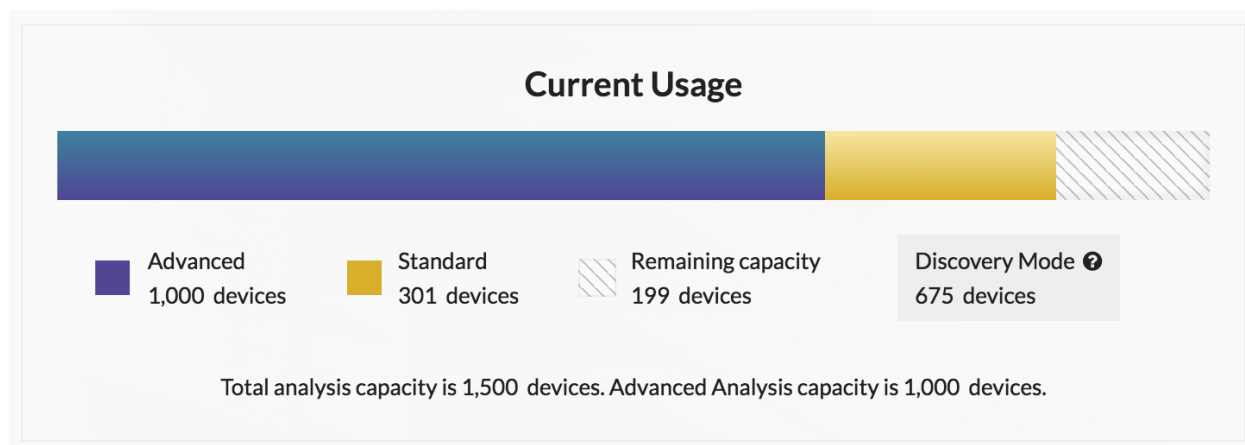 Current Usage
Advanced
1,000 devices
Standard
301 devices
Remaining capacity
199 devices
Discovery Mode ?
675 devices
Total analysis capacity is 1,500 devices. Advanced Analysis capacity is 1,000 devices.